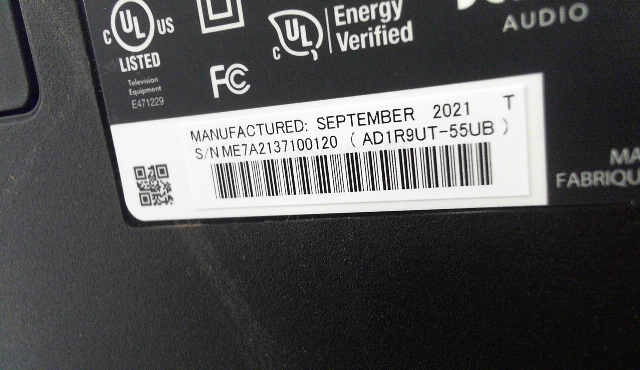 UL
C US
LISTED
Television
Equipment
E471229
FC
C UL
Energy
Verified
AUDIO
MANUFACTURED: SEPTEMBER 2021 T
S/N ME7A2137100120 ( AD1R9UT-55UB )
MA
FABRIQU